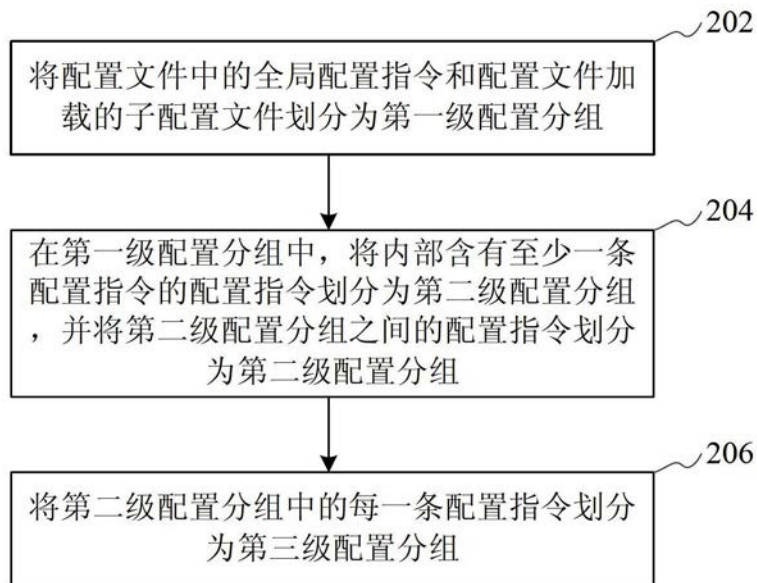 202
将配置文件中的全局配置指令和配置文件加
载的子配置文件划分为第一级配置分组
204
在第一级配置分组中，将内部含有至少一条
配置指令的配置指令划分为第二级配置分组
，并将第二级配置分组之间的配置指令划分
为第二级配置分组
206
将第二级配置分组中的每一条配置指令划分
为第三级配置分组